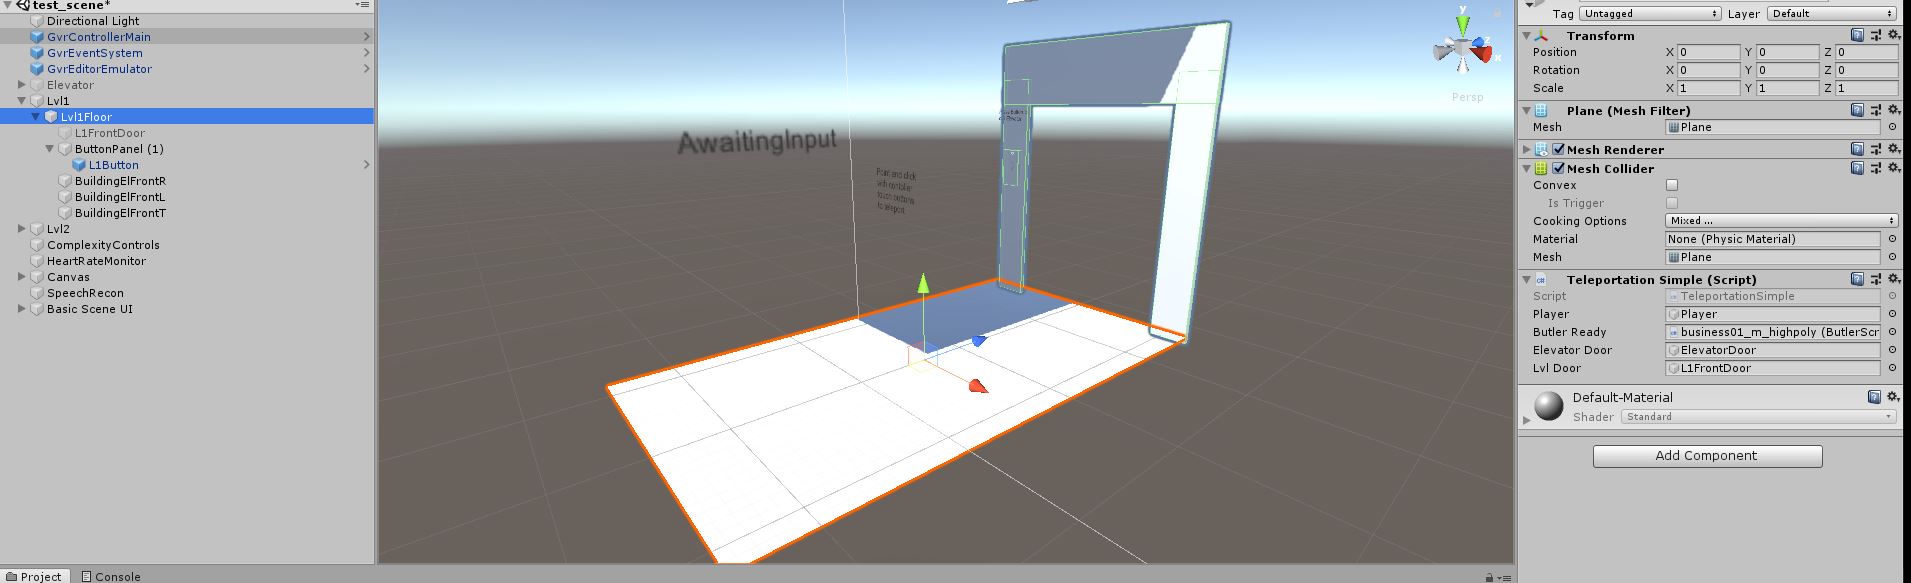 test_scene*
Directional Light
GvrControllerMain
GvrEventSystem
GvrEditorEmulator
Elevator
Lvl1
Lvl1Floor
L1FrontDoor
ButtonPanel (1)
L1Button
BuildingElFrontR
BuildingElFrontL
BuildingElFrontT
Lvl2
ComplexityControls
HeartRateMonitor
Canvas
SpeechRecon
Basic Scene UI
Project
Console
AwaitingInput
Point and click
with contoller
touch buttons
to teleport
y
z
x
Persp
Tag Untagged Layer Default
Transform
Position X 0 Y 0 Z 0
Rotation X 0 Y 0 Z 0
Scale X 1 Y 1 Z 1
Plane (Mesh Filter)
Mesh Plane
Mesh Renderer
Mesh Collider
Convex
Is Trigger
Cooking Options Mixed ...
Material None (Physic Material)
Mesh Plane
Teleportation Simple (Script)
Script TeleportationSimple
Player Player
Butler Ready business01_m_highpoly (ButlerScr
Elevator Door ElevatorDoor
Lvl Door L1FrontDoor
Default-Material
Shader Standard
Add Component